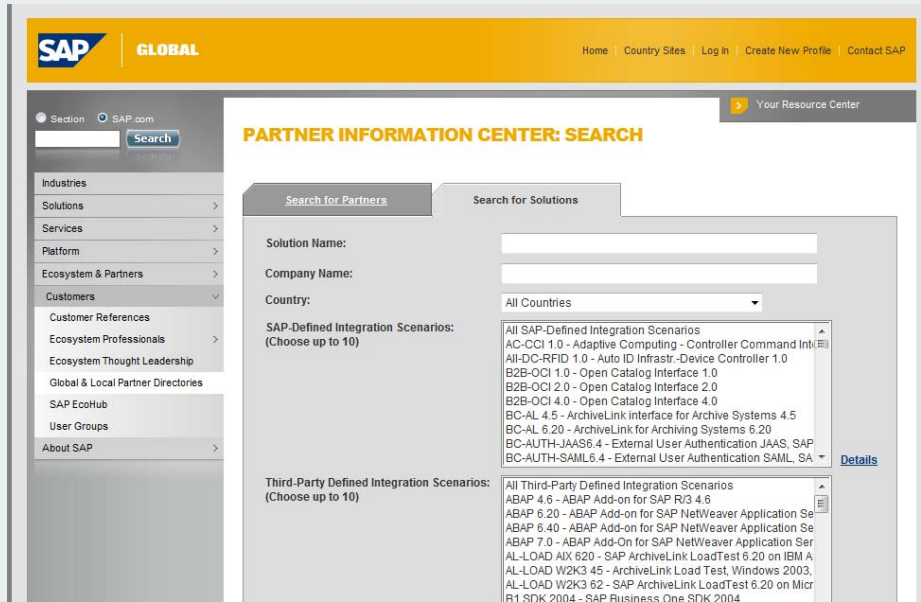 SAP GLOBAL
Home Country Sites Log In Create New Profile Contact SAP
Your Resource Center
Section SAP.com
Search
PARTNER INFORMATION CENTER: SEARCH
Industries
Solutions
Services
Platform
Ecosystem & Partners
Customers
Customer References
Ecosystem Professionals
Ecosystem Thought Leadership
Global & Local Partner Directories
SAP EcoHub
User Groups
About SAP
Search for Partners
Search for Solutions
Solution Name:
Company Name:
Country:
All Countries
SAP-Defined Integration Scenarios:
(Choose up to 10)
All SAP-Defined Integration Scenarios
AC-CCI 1.0 - Adaptive Computing - Controller Command
AII-DC-RFID 1.0 - Auto ID Infrastr.-Device Controller 1.0
B2B-OCI 1.0 - Open Catalog Interface 1.0
B2B-OCI 2.0 - Open Catalog Interface 2.0
B2B-OCI 4.0 - Open Catalog Interface 4.0
BC-AL 4.5 - ArchiveLink interface for Archive Systems 4.5
BC-AL 6.20 - ArchiveLink for Archiving Systems 6.20
BC-AUTH-JAAS6.4 - External User Authentication JAAS, SAP
BC-AUTH-SAML6.4 - External User Authentication SAML, SA
Details
Third-Party Defined Integration Scenarios:
(Choose up to 10)
All Third-Party Defined Integration Scenarios
ABAP 4.6 - ABAP Add-on for SAP R/3 4.6
ABAP 6.20 - ABAP Add-on for SAP NetWeaver Application Se
ABAP 6.40 - ABAP Add-on for SAP NetWeaver Application Se
ABAP 7.0 - ABAP Add-On for SAP NetWeaver Application Ser
AL-LOAD AIX 620 - SAP ArchiveLink LoadTest 6.20 on IBM A
AL-LOAD W2K3 45 - ArchiveLink Load Test, Windows 2003,
AL-LOAD W2K3 62 - SAP ArchiveLink LoadTest 6.20 on Micr
B1 SDK 2004 - SAP Business One SDK 2004